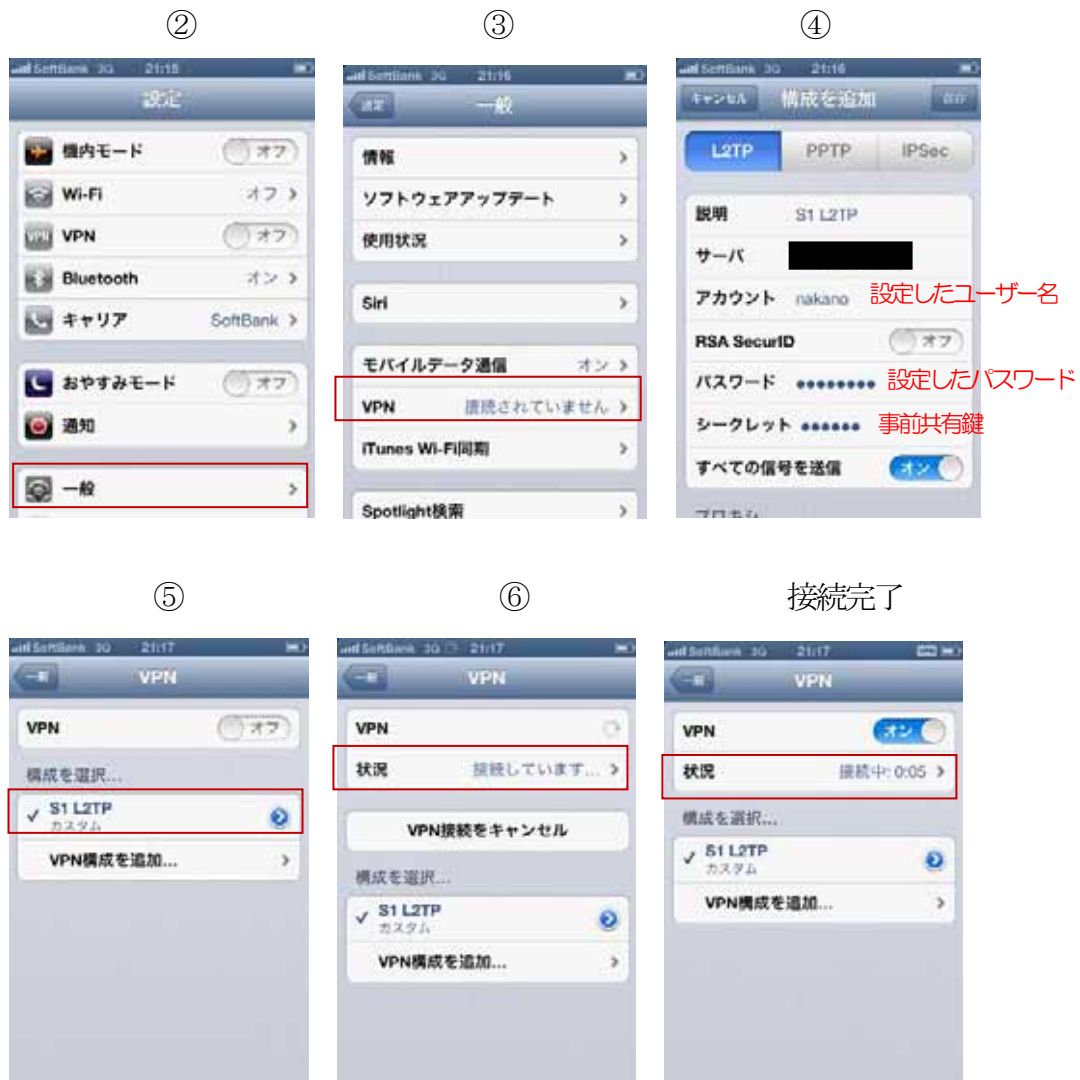 ②
SoftBank 3G 21:15
設定
機内モード オフ
Wi-Fi オフ
VPN オフ
Bluetooth オン
キャリア SoftBank
おやすみモード オフ
通知
一般
③
SoftBank 3G 21:16
設定 一般
情報
ソフトウェアアップデート
使用状況
Siri
モバイルデータ通信 オン
VPN 接続されていません
iTunes Wi-Fi同期
Spotlight検索
④
SoftBank 3G 21:16
キャンセル 構成を追加 保存
L2TP PPTP IPSec
説明 S1 L2TP
サーバ
アカウント nakano 設定したユーザー名
RSA SecurID オフ
パスワード ●●●●●●●● 設定したパスワード
シークレット ●●●●●● 事前共有鍵
すべての信号を送信 オン
プロキシ
⑤
SoftBank 3G 21:17
一般 VPN
VPN オフ
構成を選択...
✓ S1 L2TP
カスタム
VPN構成を追加...
⑥
SoftBank 3G 21:17
一般 VPN
VPN
状況 接続しています...
VPN接続をキャンセル
構成を選択...
✓ S1 L2TP
カスタム
VPN構成を追加...
接続完了
SoftBank 3G 21:17
一般 VPN
VPN オン
状況 接続中: 0:05
構成を選択...
✓ S1 L2TP
カスタム
VPN構成を追加...